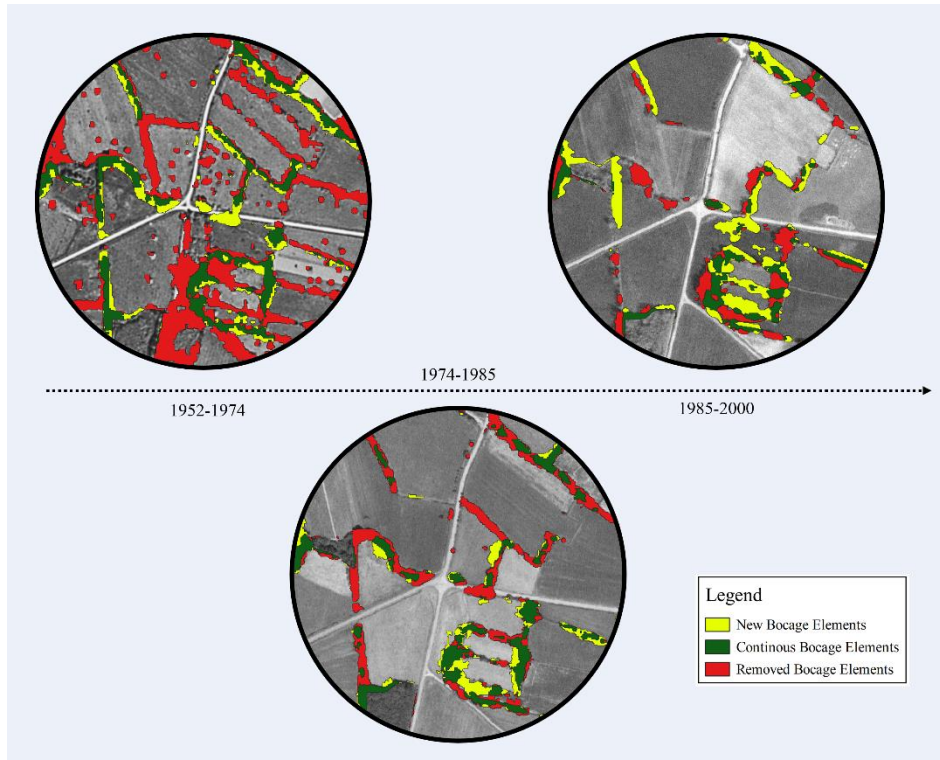 1974-1985
1952-1974
1985-2000
Legend
New Bocage Elements
Continous Bocage Elements
Removed Bocage Elements